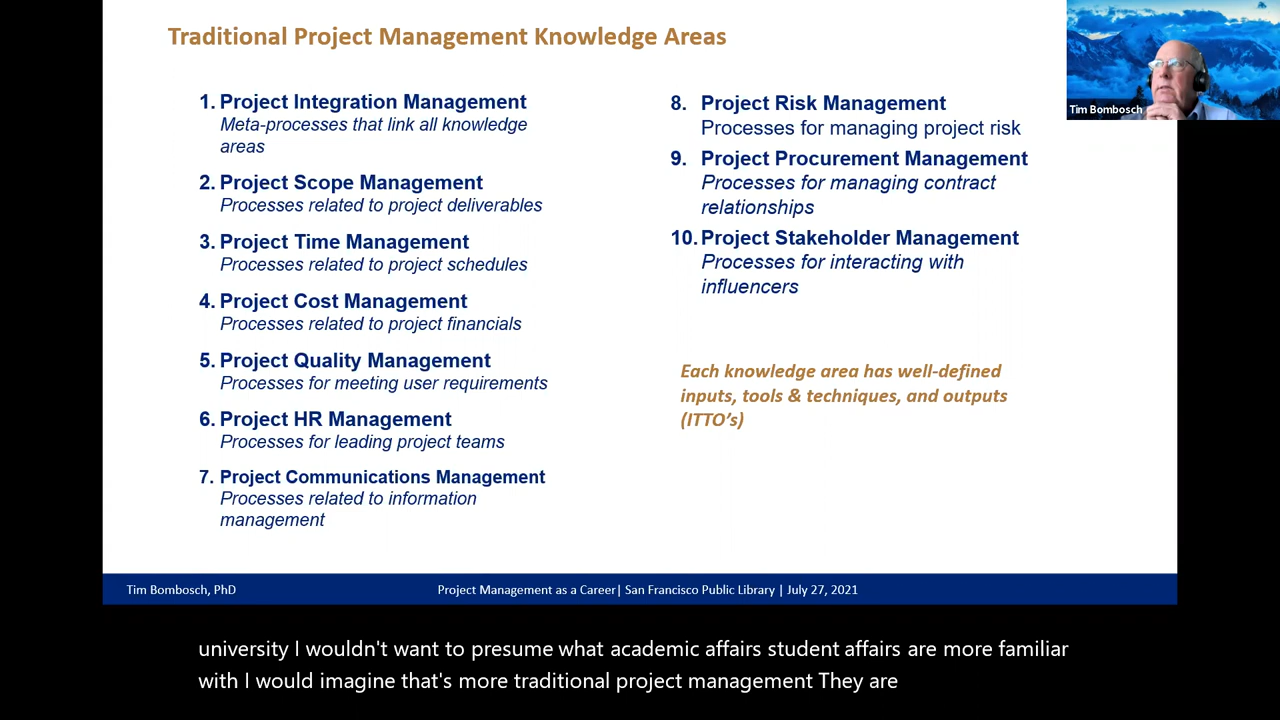 Traditional Project Management Knowledge Areas
1. Project Integration Management
Meta-processes that link all knowledge
areas
2. Project Scope Management
Processes related to project deliverables
3. Project Time Management
Processes related to project schedules
4. Project Cost Management
Processes related to project financials
5. Project Quality Management
Processes for meeting user requirements
6. Project HR Management
Processes for leading project teams
7. Project Communications Management
Processes related to information
management
8. Project Risk Management
Processes for managing project risk
9. Project Procurement Management
Processes for managing contract
relationships
10. Project Stakeholder Management
Processes for interacting with
influencers
Each knowledge area has well-defined
inputs, tools & techniques, and outputs
(ITTO's)
Tim Bombosch
Tim Bombosch, PhD
Project Management as a Career| San Francisco Public Library | July 27, 2021
university I wouldn't want to presume what academic affairs student affairs are more familiar
with I would imagine that's more traditional project management They are